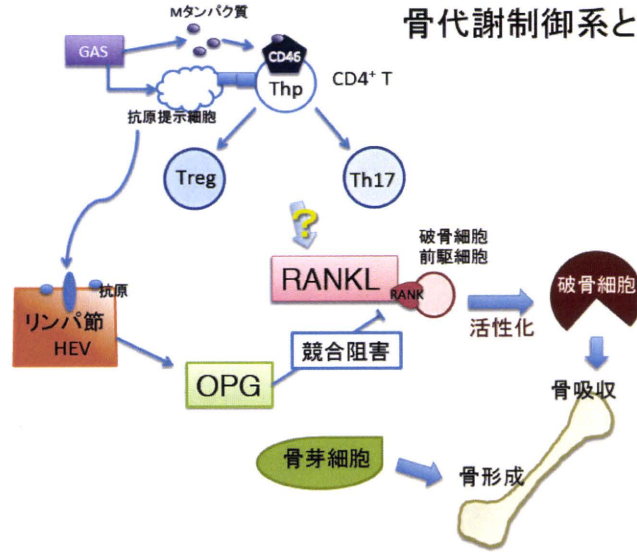 骨代謝制御系と
Mタンパク質
GAS
CD46
Thp
CD4⁺ T
抗原提示細胞
Treg
Th17
?
破骨細胞
前駆細胞
RANKL
RANK
破骨細胞
活性化
抗原
リンパ節
HEV
競合阻害
OPG
骨吸収
骨芽細胞
骨形成